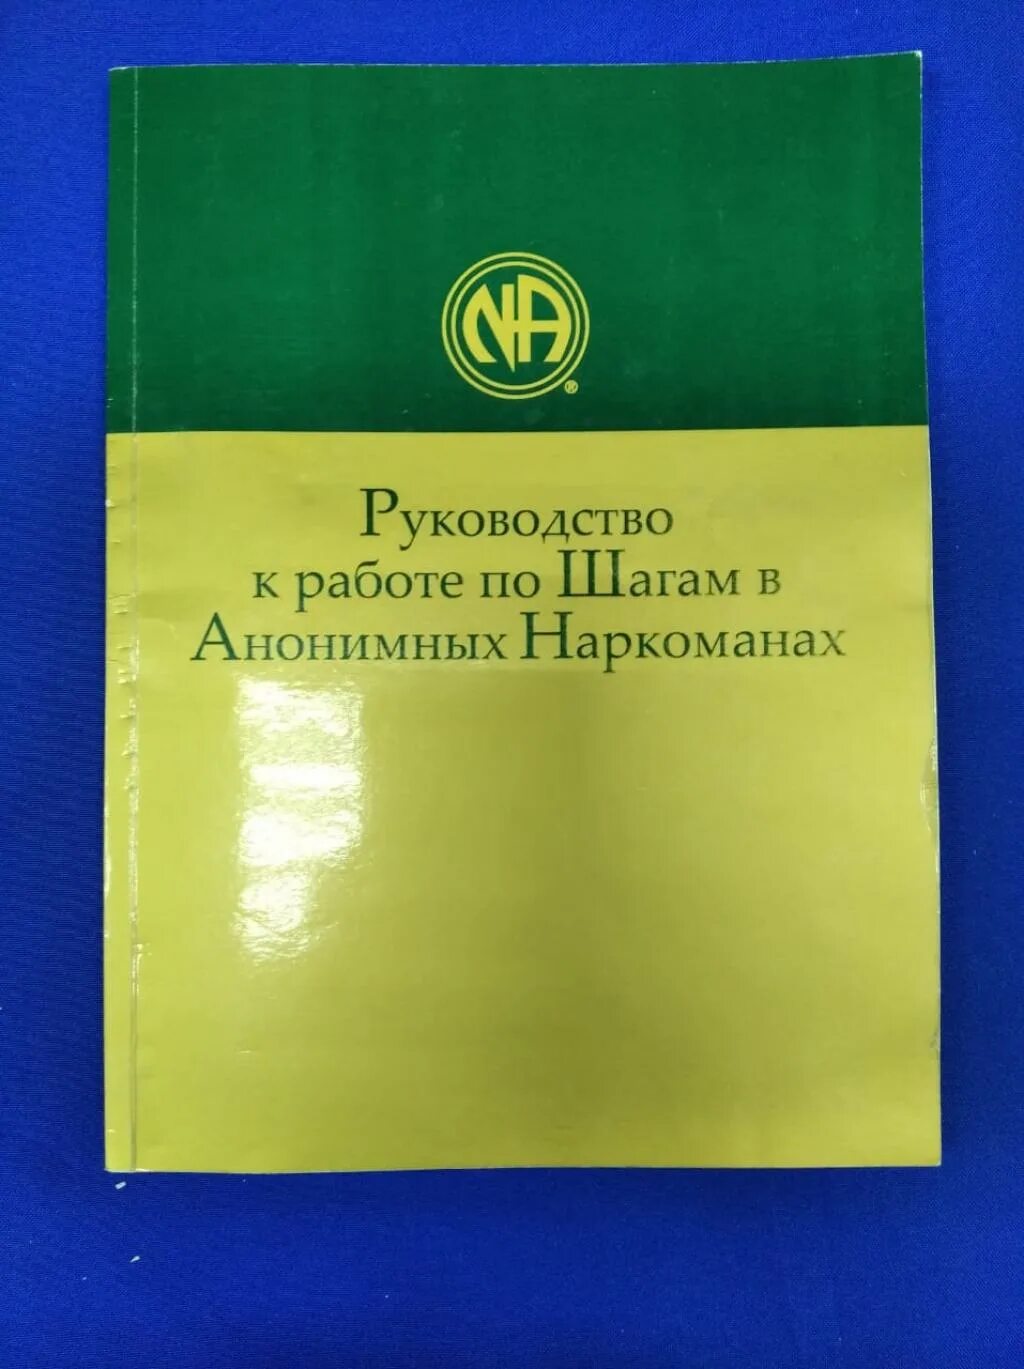 NA
®
Руководство
к работе по Шагам в
Анонимных Наркоманах